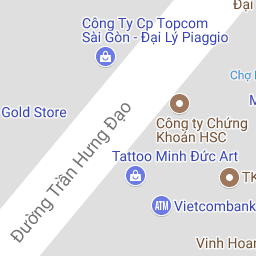 Đại
Công Ty Cp Topcom
Sài Gòn - Đại Lý Piaggio
Chợ
Gold Store
Công ty Chứng
Khoán HSC
Đường Trần Hưng Đạo
Tattoo Minh Đức Art
TK
Vietcombank
ATM
Vinh Hoan